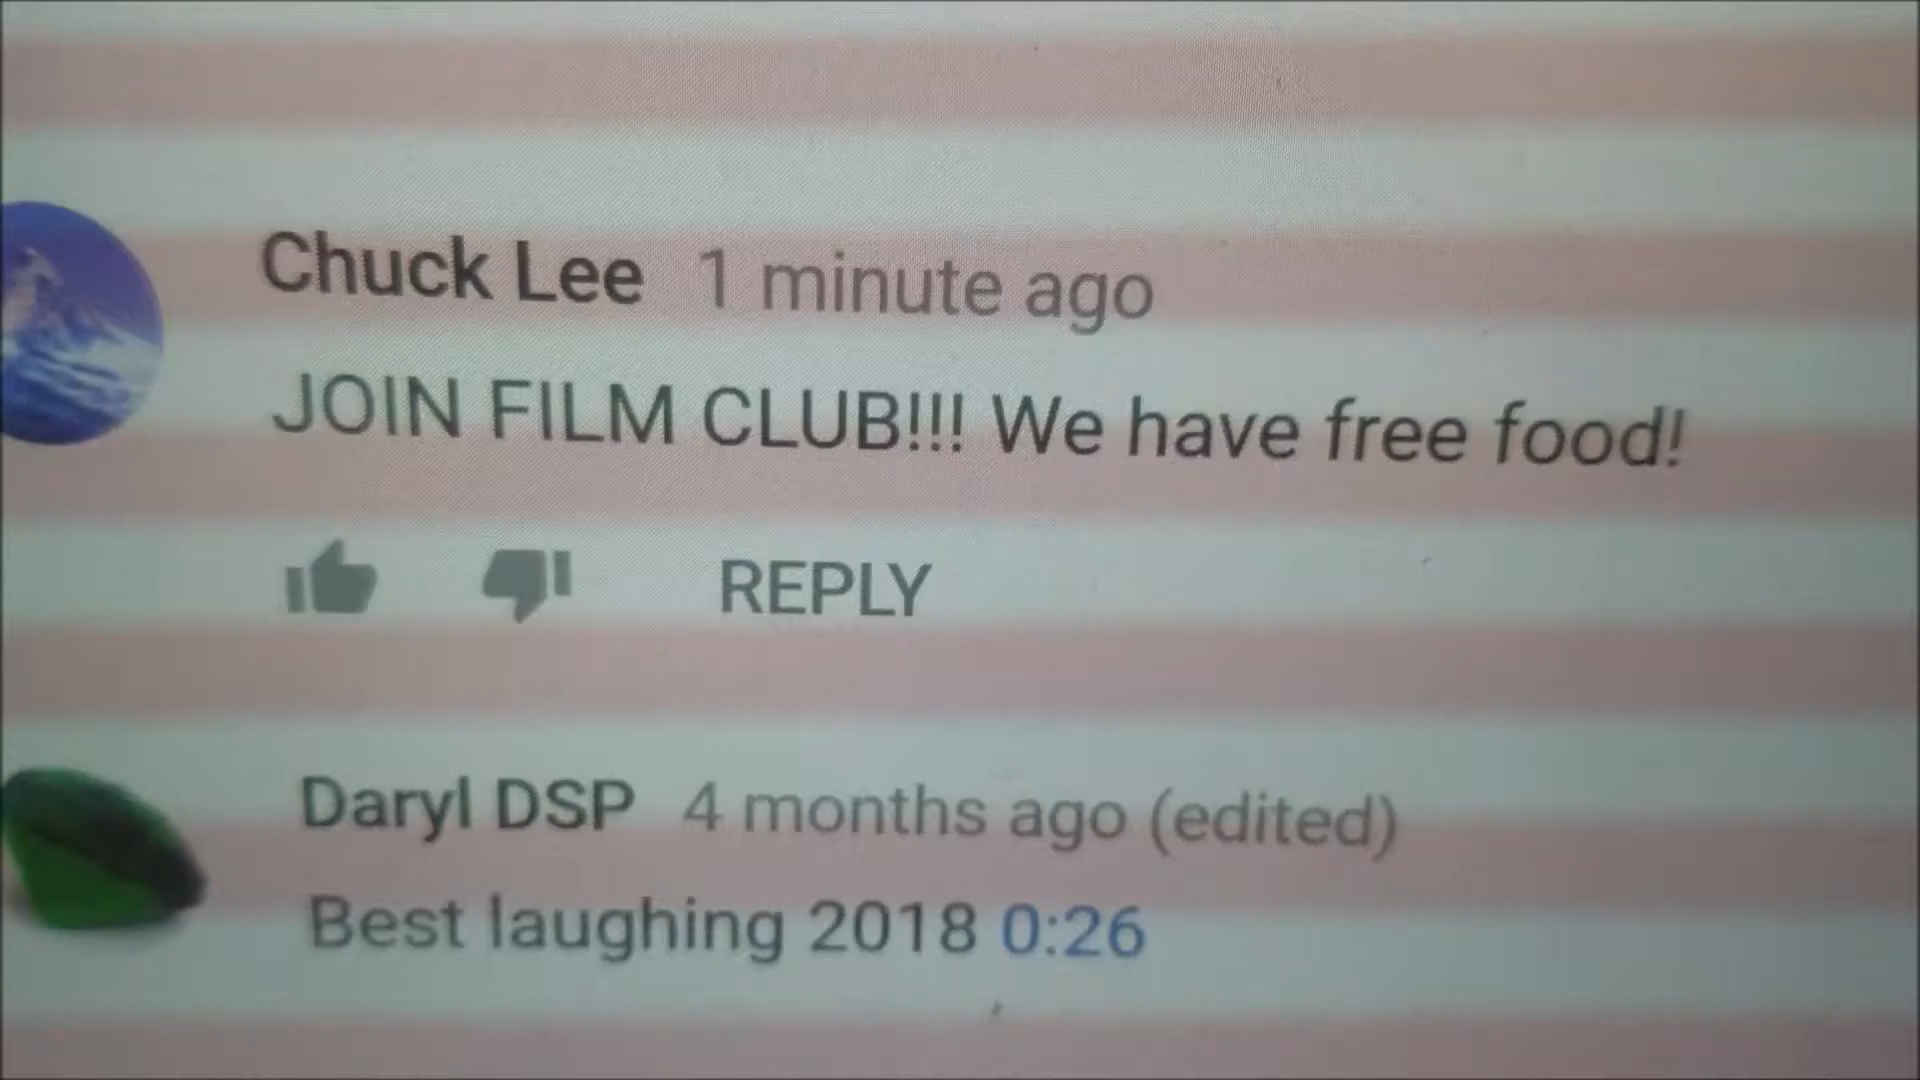 Chuck Lee 1 minute ago
JOIN FILM CLUB!!! We have free food!
REPLY
Daryl DSP 4 months ago (edited)
Best laughing 2018 0:26